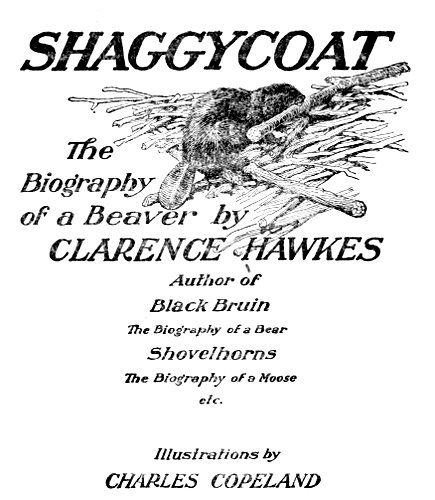 SHAGGYCOAT
The
Biography
of a Beaver by
CLARENCE HAWKES
Author of
Black Bruin
The Biography of a Bear
Shovelhorns
The Biography of a Moose
etc.
Illustrations by
CHARLES COPELAND